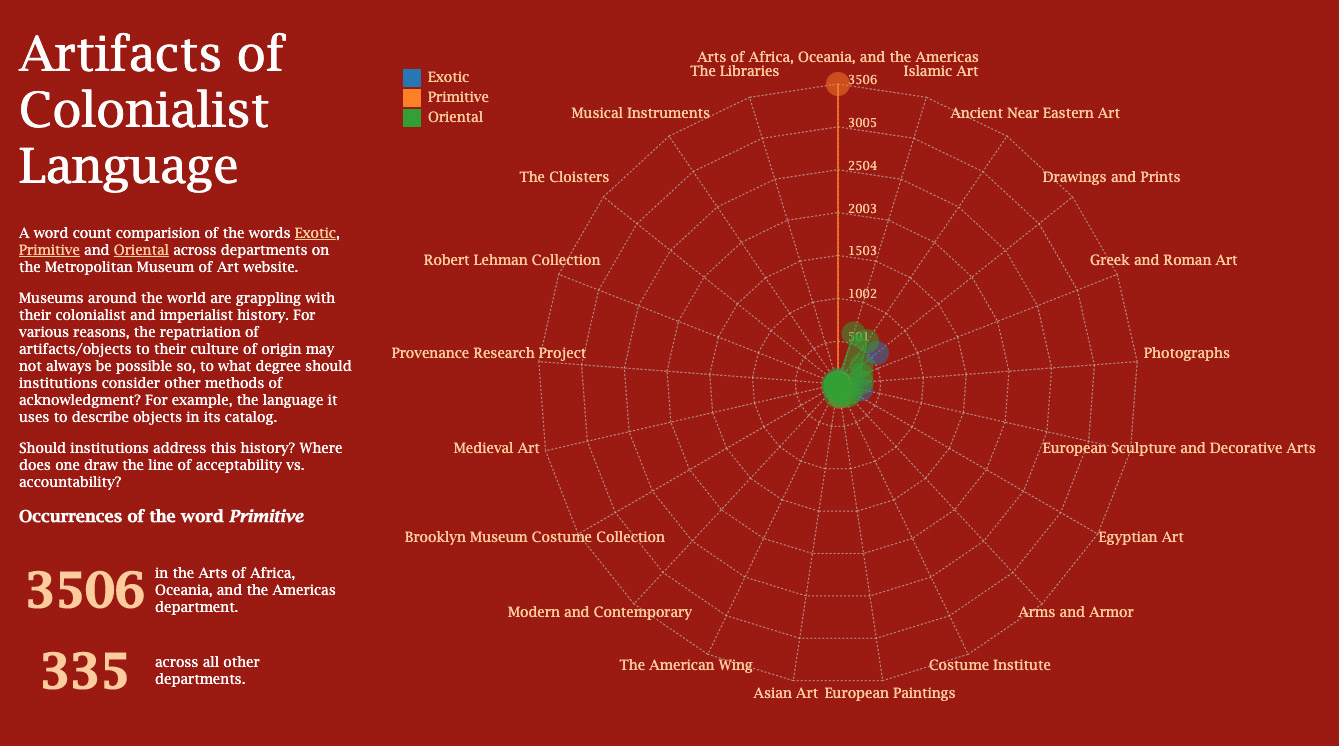 Artifacts of
Colonialist
Language
A word count comparision of the words Exotic,
Primitive and Oriental across departments on
the Metropolitan Museum of Art website.
Museums around the world are grappling with
their colonialist and imperialist history. For
various reasons, the repatriation of
artifacts/objects to their culture of origin may
not always be possible so, to what degree should
institutions consider other methods of
acknowledgment? For example, the language it
uses to describe objects in its catalog.
Should institutions address this history? Where
does one draw the line of acceptability vs.
accountability?
Occurrences of the word Primitive
3506
in the Arts of Africa,
Oceania, and the Americas
department.
335
across all other
departments.
Exotic
Primitive
Oriental
Arts of Africa, Oceania, and the Americas
The Libraries
Islamic Art
Musical Instruments
Ancient Near Eastern Art
The Cloisters
Drawings and Prints
Robert Lehman Collection
Greek and Roman Art
Provenance Research Project
Photographs
Medieval Art
European Sculpture and Decorative Arts
Brooklyn Museum Costume Collection
Egyptian Art
Modern and Contemporary
Arms and Armor
The American Wing
Costume Institute
Asian Art
European Paintings
3506
3005
2504
2003
1503
1002
501